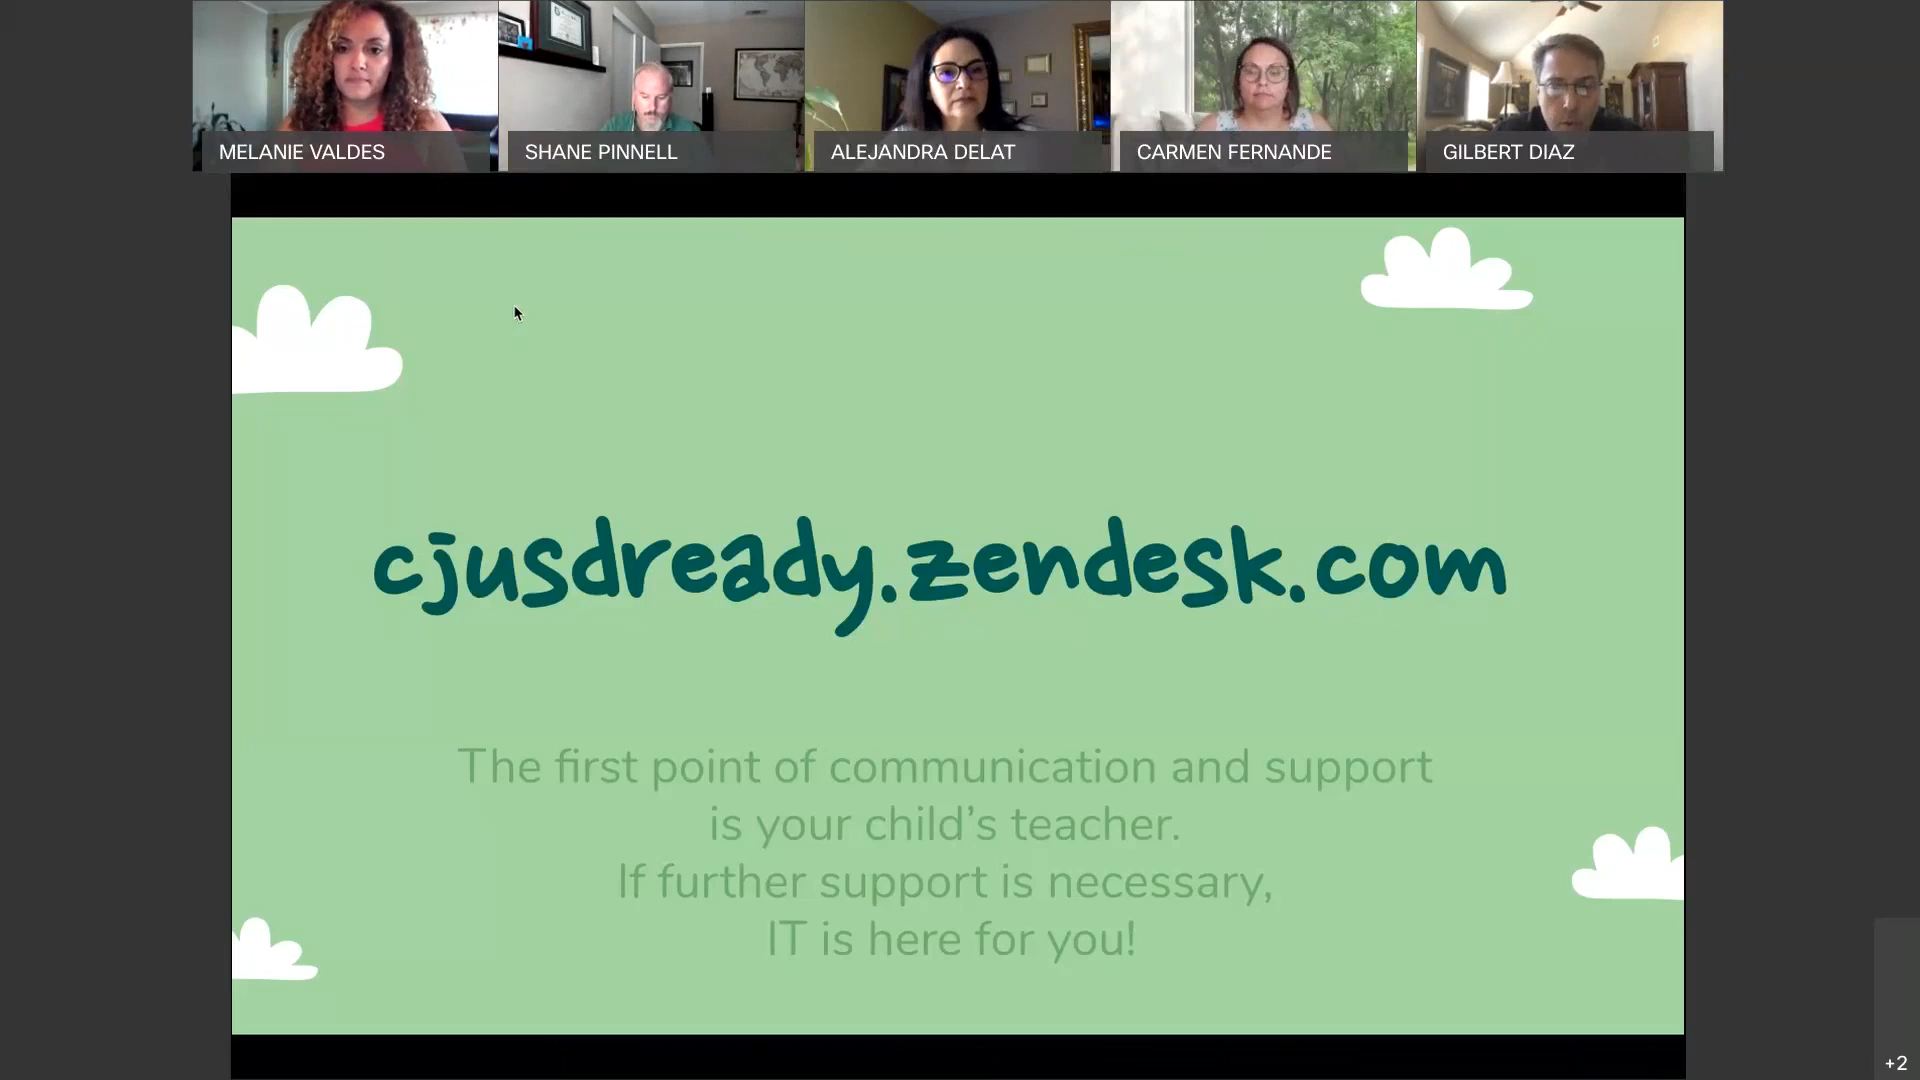 MELANIE VALDES
SHANE PINNELL
ALEJANDRA DELAT
CARMEN FERNANDE
GILBERT DIAZ
cjusdready.zendesk.com
The first point of communication and support
is your child's teacher.
If further support is necessary,
IT is here for you!
+2